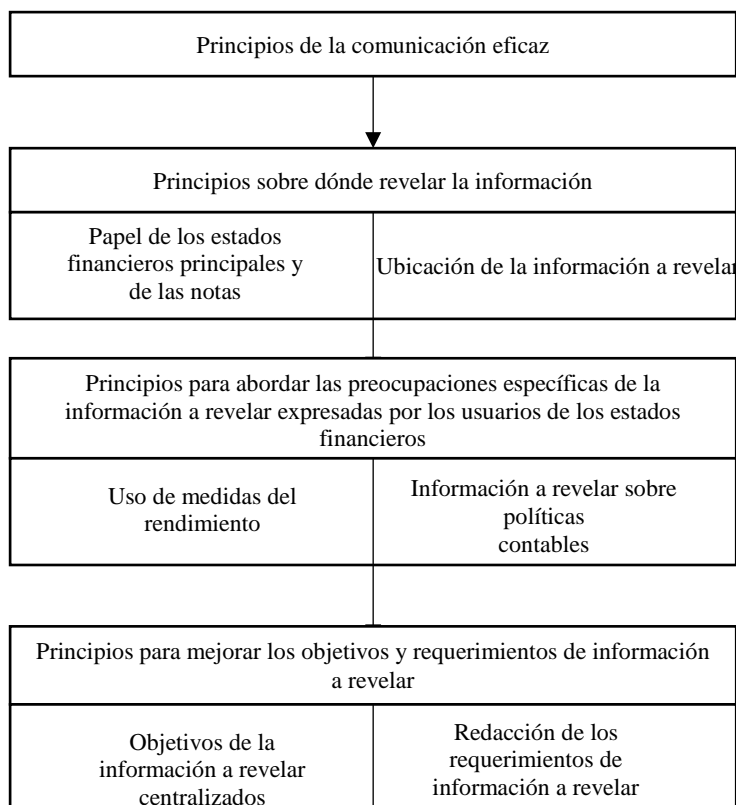 Principios de la comunicación eficaz
Principios sobre dónde revelar la información
Papel de los estados
financieros principales y
de las notas
Ubicación de la información a revelar
Principios para abordar las preocupaciones específicas de la
información a revelar expresadas por los usuarios de los estados
financieros
Uso de medidas del
rendimiento
Información a revelar sobre
políticas
contables
Principios para mejorar los objetivos y requerimientos de información
a revelar
Objetivos de la
información a revelar
centralizados
Redacción de los
requerimientos de
información a revelar